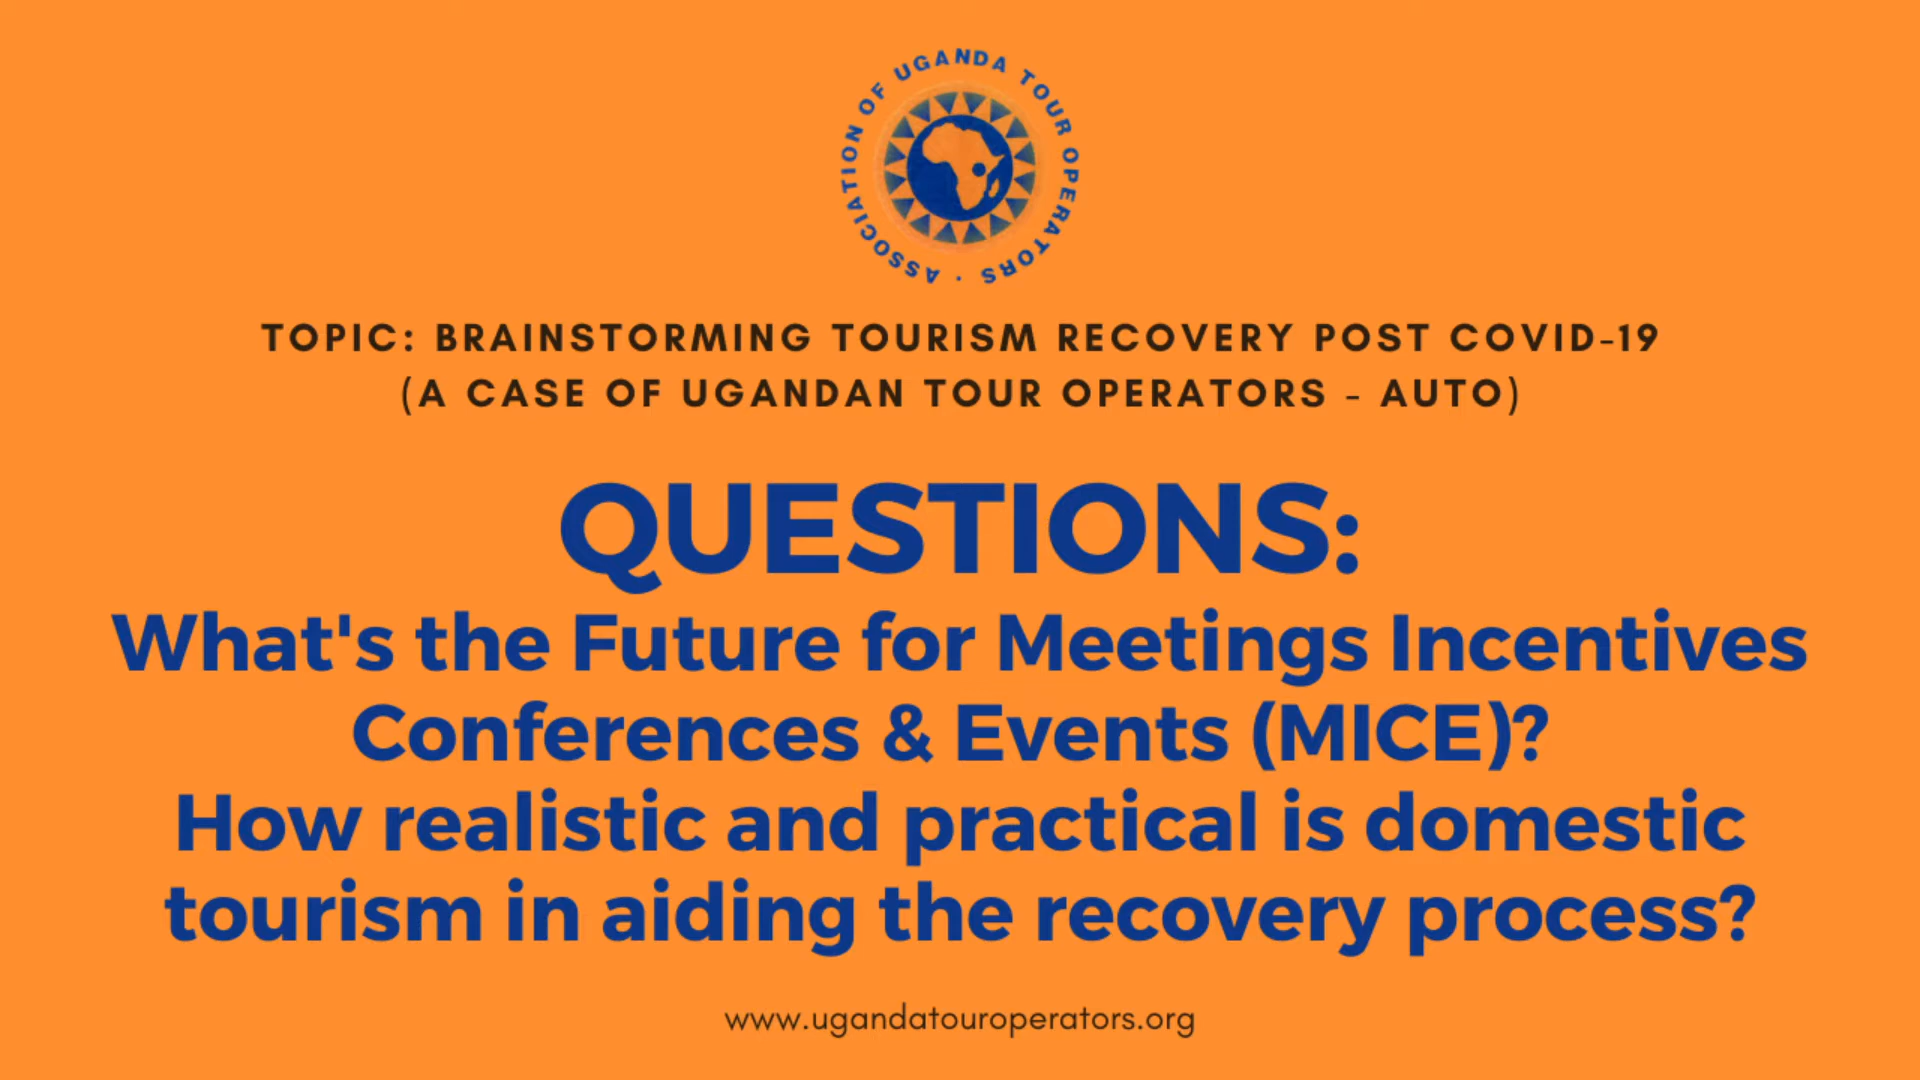 ASSOCIATION OF UGANDA TOUR OPERATORS ·
TOPIC: BRAINSTORMING TOURISM RECOVERY POST COVID-19
(A CASE OF UGANDAN TOUR OPERATORS - AUTO)
QUESTIONS:
What's the Future for Meetings Incentives
Conferences & Events (MICE)?
How realistic and practical is domestic
tourism in aiding the recovery process?
www.ugandatouroperators.org